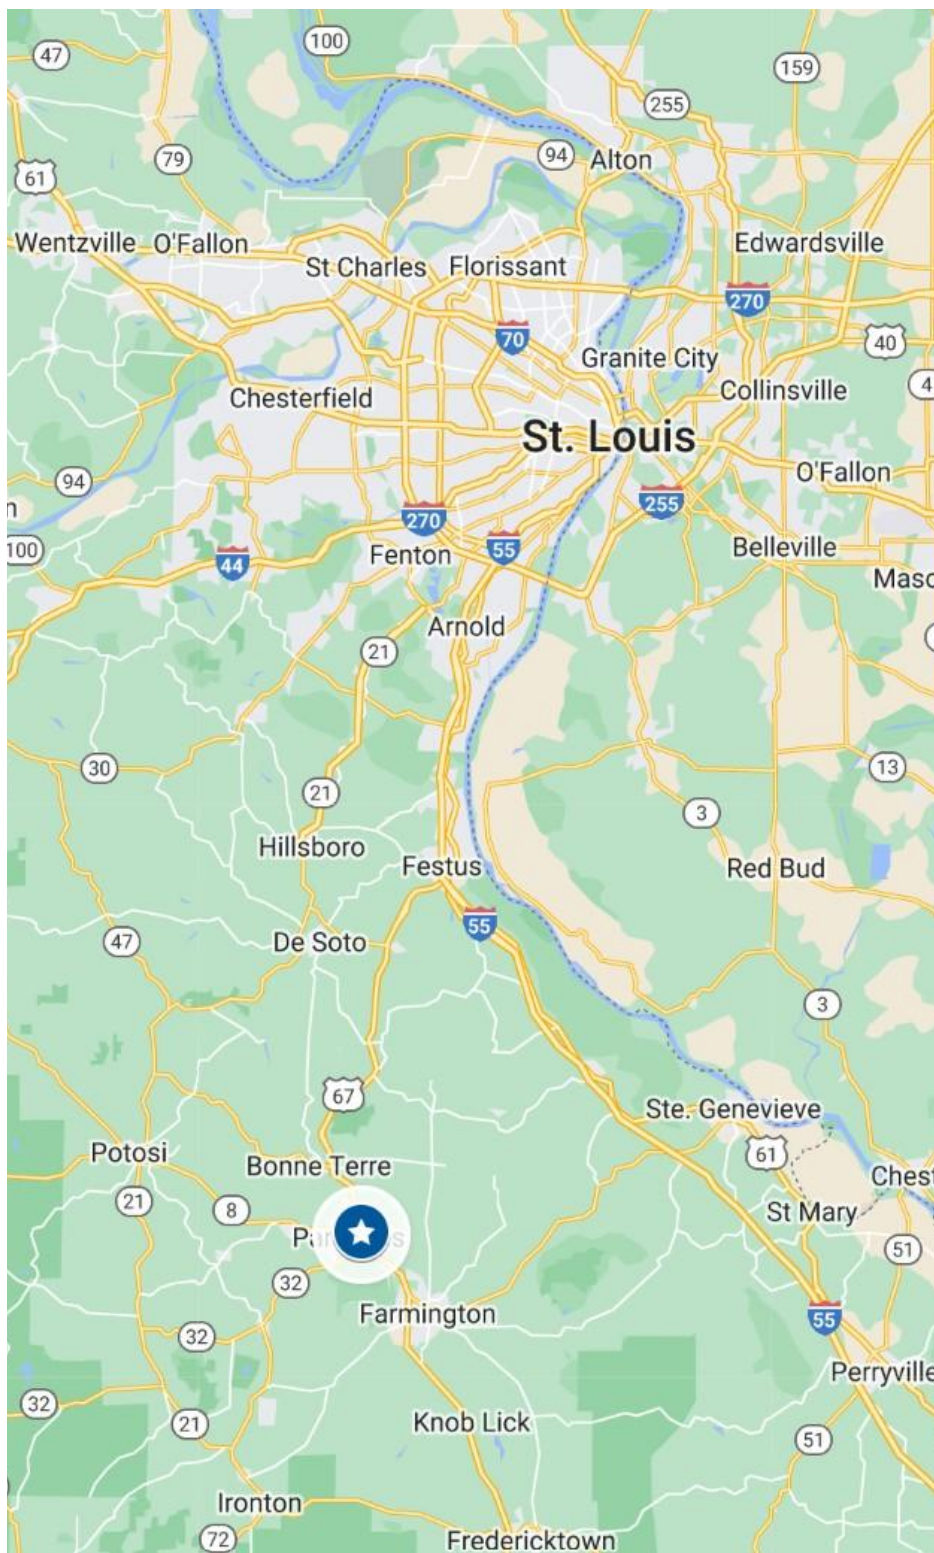 100
47
159
255
79
94
Alton
61
Wentzville
O'Fallon
Edwardsville
St Charles
Florissant
270
70
40
Granite City
4
Chesterfield
Collinsville
St. Louis
94
O'Fallon
n
255
270
100
44
Fenton
55
Belleville
Masc
Arnold
21
30
13
21
3
Hillsboro
Festus
Red Bud
55
47
De Soto
3
67
Ste. Genevieve
Potosi
Bonne Terre
61
Chest
21
8
St Mary
51
32
Farmington
55
32
Perryville
32
21
Knob Lick
51
Ironton
72
Fredericktown